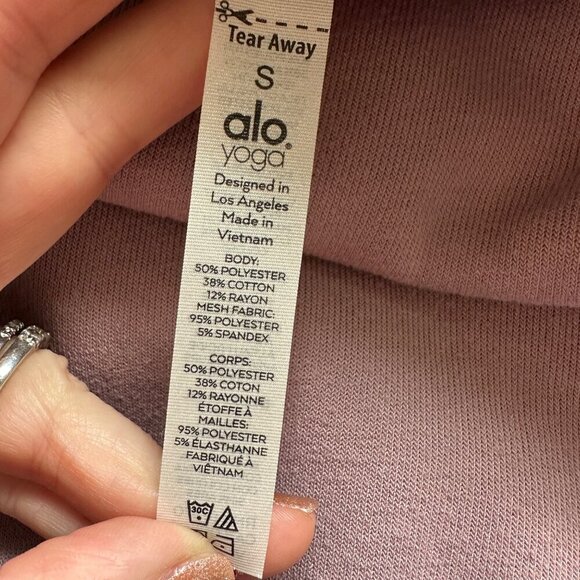 Tear Away
S
alo
yoga
Designed in
Los Angeles
Made in
Vietnam
BODY:
50% POLYESTER
38% COTTON
12% RAYON
MESH FABRIC:
95% POLYESTER
5% SPANDEX
CORPS:
50% POLYESTER
38% COTON
12% RAYONNE
ÉTOFFE À
MAILLES:
95% POLYESTER
5% ÉLASTHANNE
FABRIQUÉ À
VIÊTNAM
30C